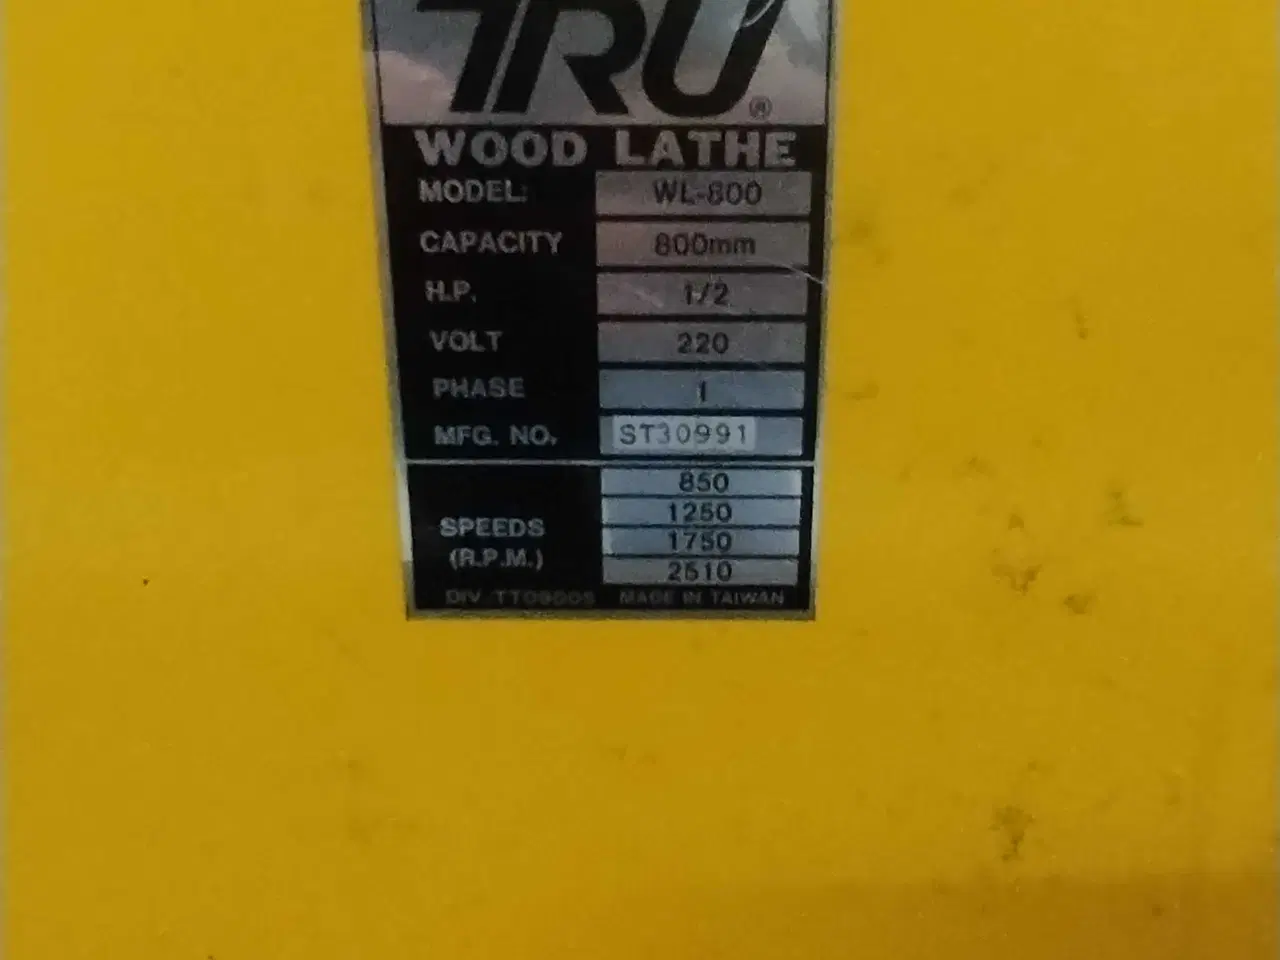 TRU®
WOOD LATHE
MODEL: WL-800
CAPACITY 800mm
H.P. 1/2
VOLT 220
PHASE 1
MFG. NO. ST30991
SPEEDS (R.P.M.)
850
1250
1750
2510
DIV MADE IN TAIWAN